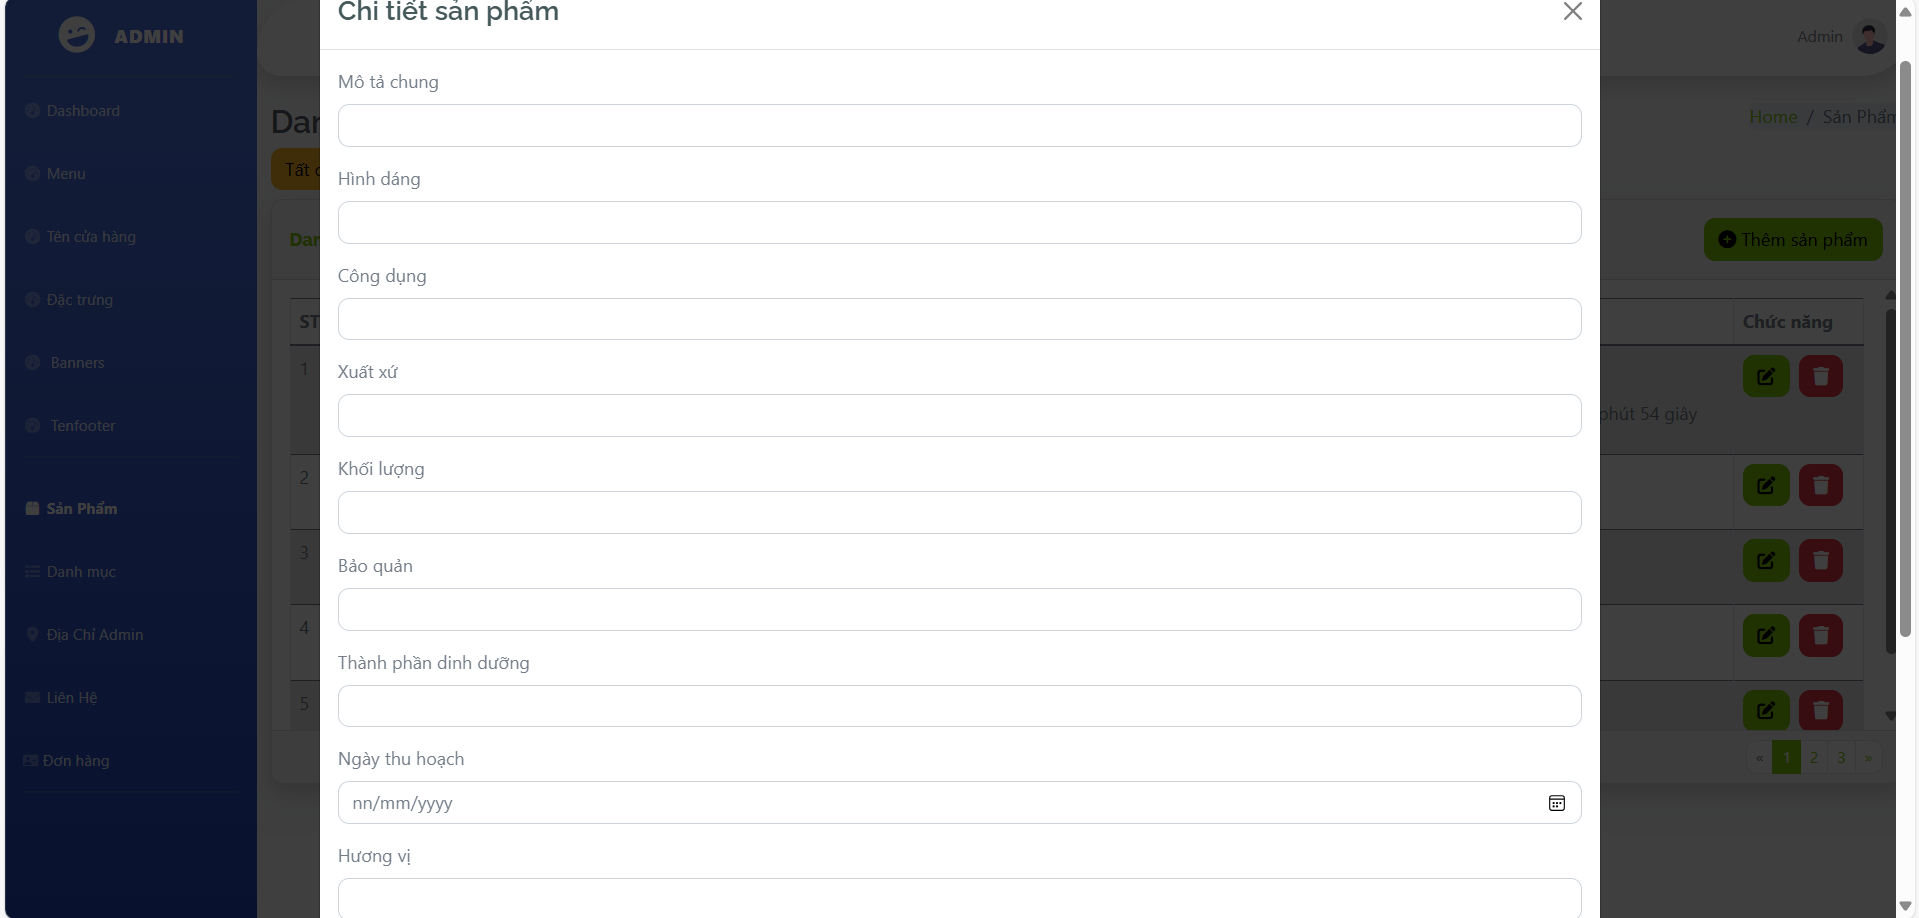 Chi tiết sản phẩm
ADMIN
Admin
Dashboard
Menu
Tên cửa hàng
Đặc trưng
Banners
Tenfooter
Sản Phẩm
Danh mục
Địa Chỉ Admin
Liên Hệ
Đơn hàng
Home / Sản Phẩm
Tất
Thêm sản phẩm
Chức năng
1
phút 54 giây
2
3
4
5
« 1 2 3 »
Mô tả chung
Hình dáng
Công dụng
Xuất xứ
Khối lượng
Bảo quản
Thành phần dinh dưỡng
Ngày thu hoạch
nn/mm/yyyy
Hương vị